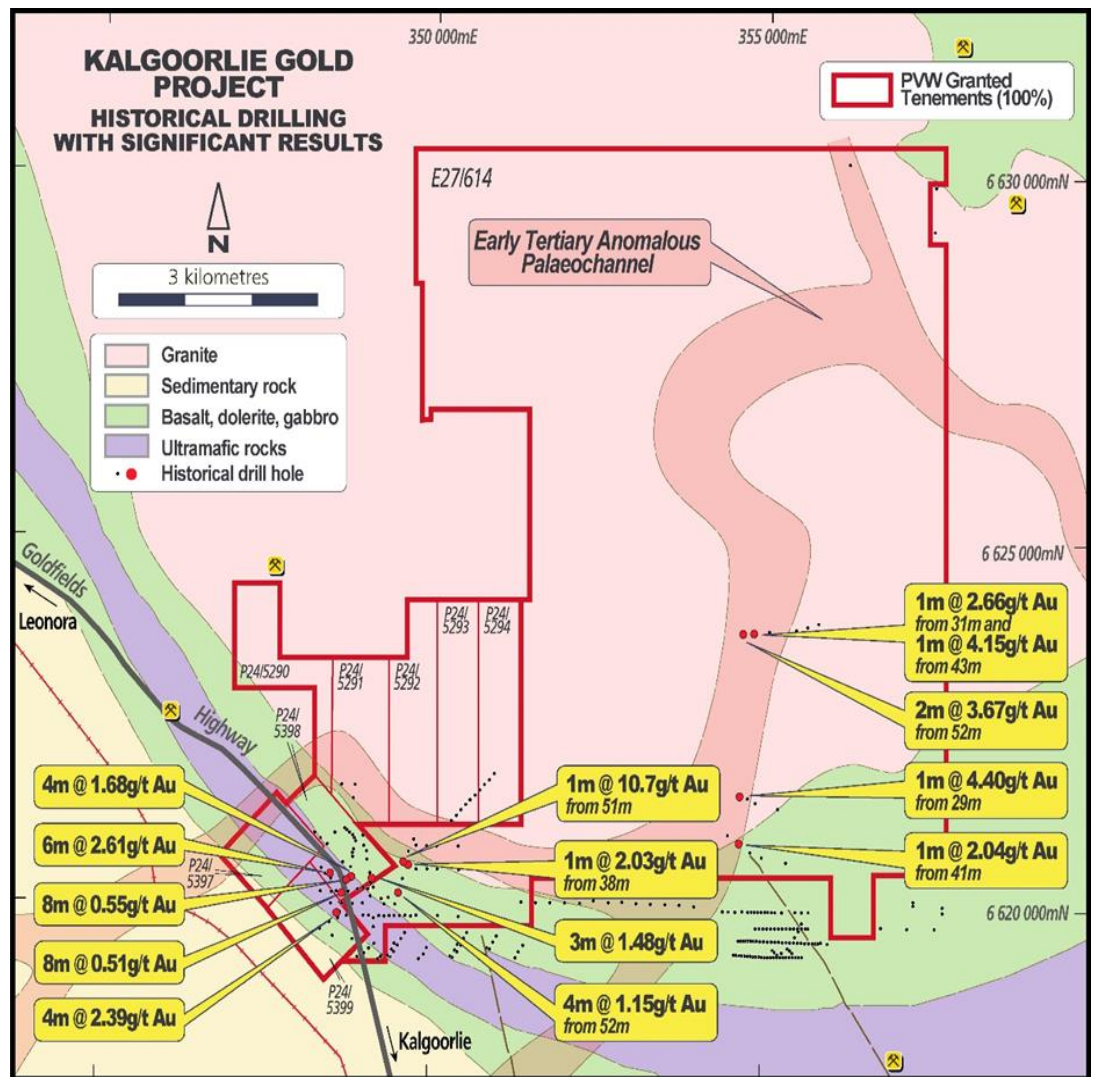 KALGOORLIE GOLD
PROJECT
HISTORICAL DRILLING
WITH SIGNIFICANT RESULTS
N
3 kilometres
Granite
Sedimentary rock
Basalt, dolerite, gabbro
Ultramafic rocks
Historical drill hole
350 000mE
355 000mE
PVW Granted
Tenements (100%)
E27/614
6 630 000mN
Early Tertiary Anomalous
Palaeochannel
6 625 000mN
Goldfields
Leonora
Highway
P24/5290
P24/
5291
P24/
5292
P24/
5293
P24/
5294
P24/
5398
P24/
5397
P24/
5399
1m @ 2.66g/t Au
from 31m and
1m @ 4.15g/t Au
from 43m
2m @ 3.67g/t Au
from 52m
1m @ 4.40g/t Au
from 29m
1m @ 2.04g/t Au
from 41m
4m @ 1.68g/t Au
6m @ 2.61g/t Au
8m @ 0.55g/t Au
8m @ 0.51g/t Au
4m @ 2.39g/t Au
1m @ 10.7g/t Au
from 51m
1m @ 2.03g/t Au
from 38m
3m @ 1.48g/t Au
4m @ 1.15g/t Au
from 52m
6 620 000mN
Kalgoorlie